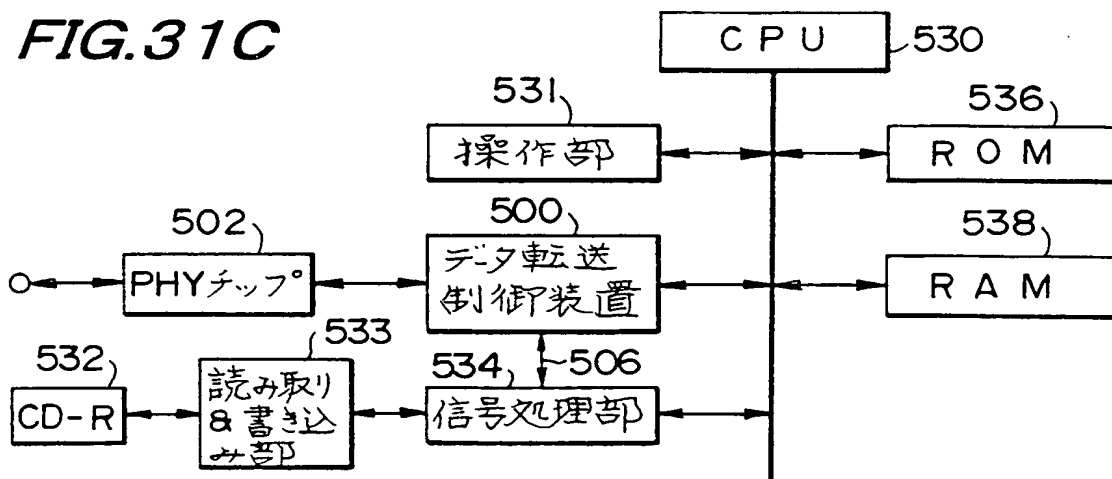 FIG.31C
CPU
530
531
536
操作部
ROM
502
500
538
PHYチップ
データ転送
制御装置
RAM
533
532
534
506
CD-R
読み取り
&書き込
み部
信号処理部